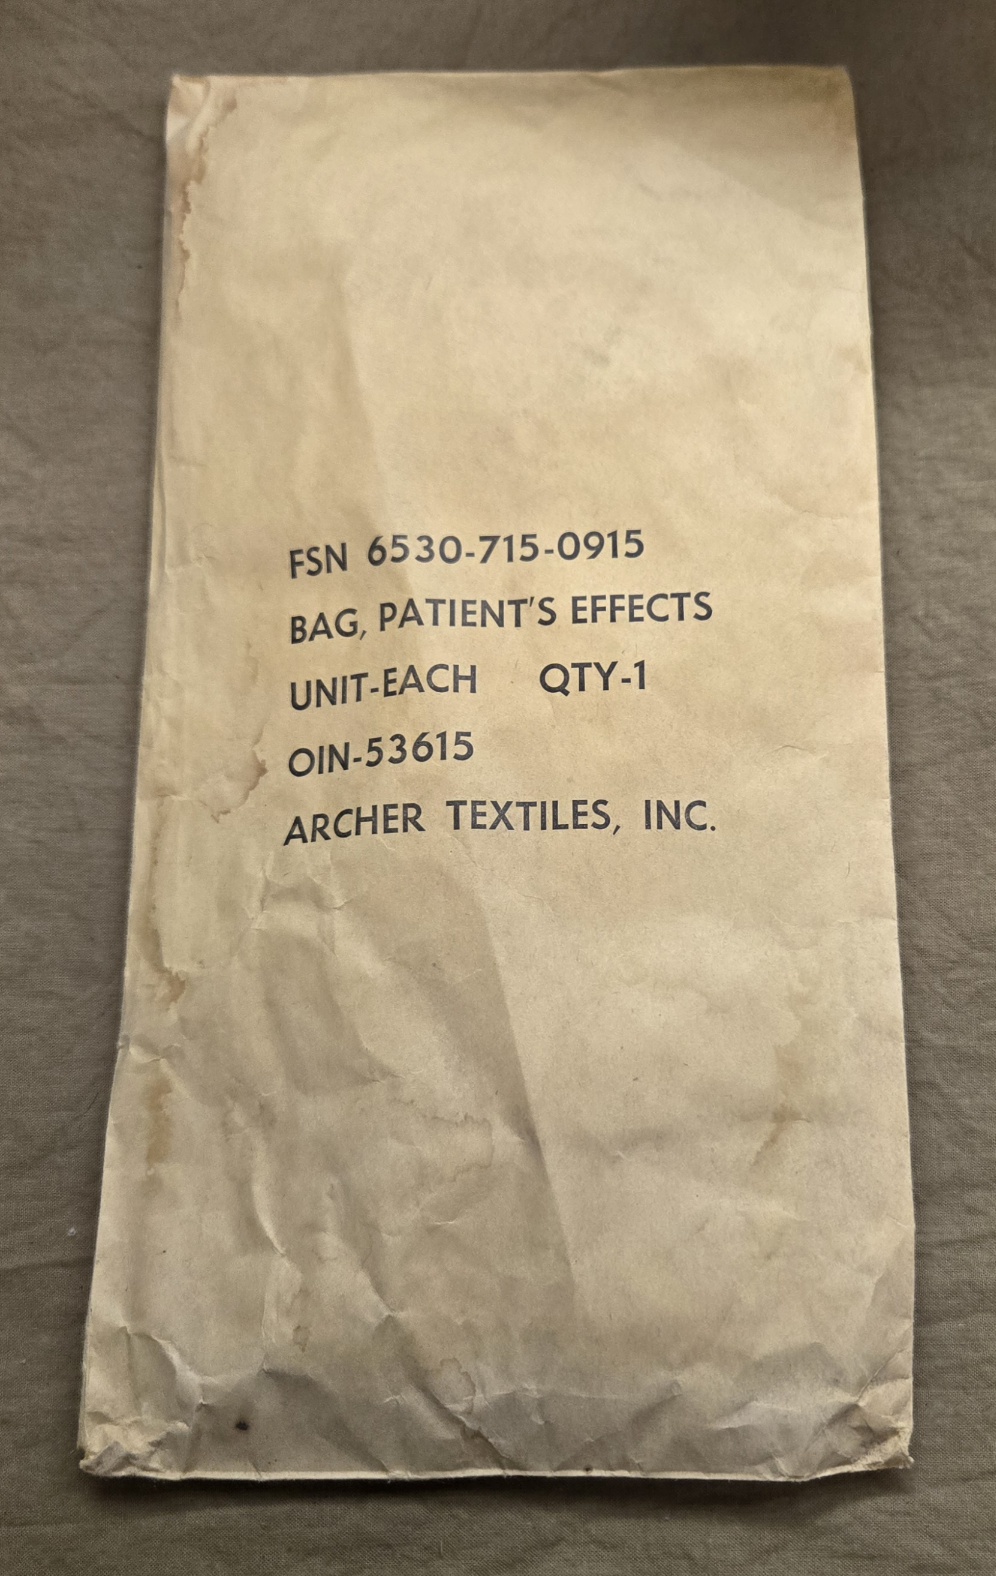 FSN 6530-715-0915
BAG, PATIENT'S EFFECTS
UNIT-EACH QTY-1
OIN-53615
ARCHER TEXTILES, INC.